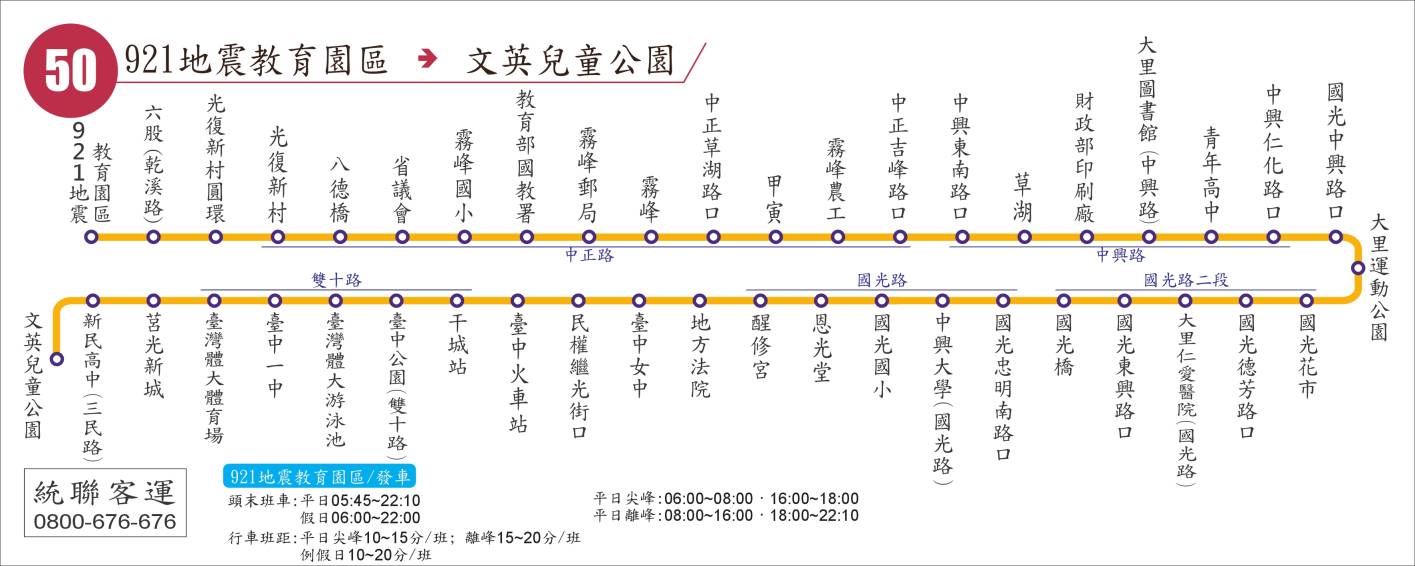 50
921地震教育園區 ➔ 文英兒童公園
921地震教育園區
六股(乾溪路)
光復新村圓環
光復新村
八德橋
省議會
霧峰國小
教育部國教署
霧峰郵局
霧峰
中正草湖路口
甲寅
霧峰農工
中正吉峰路口
中興東南路口
草湖
財政部印刷廠
大里圖書館(中興路)
青年高中
中興仁化路口
國光中興路口
大里運動公園
中正路
中興路
雙十路
國光路
國光路二段
文英兒童公園
新民高中(三民路)
莒光新城
臺灣體大體育場
臺中一中
臺灣體大游泳池
臺中公園(雙十路)
干城站
臺中火車站
民權繼光街口
臺中女中
地方法院
醒修宮
恩光堂
國光國小
中興大學(國光路)
國光忠明南路口
國光橋
國光東興路口
大里仁愛醫院(國光路)
國光德芳路口
國光花市
統聯客運
0800-676-676
921地震教育園區/發車
頭末班車:平日05:45~22:10
假日06:00~22:00
行車班距:平日尖峰10~15分/班; 離峰15~20分/班
例假日10~20分/班
平日尖峰:06:00~08:00‧16:00~18:00
平日離峰:08:00~16:00‧18:00~22:10